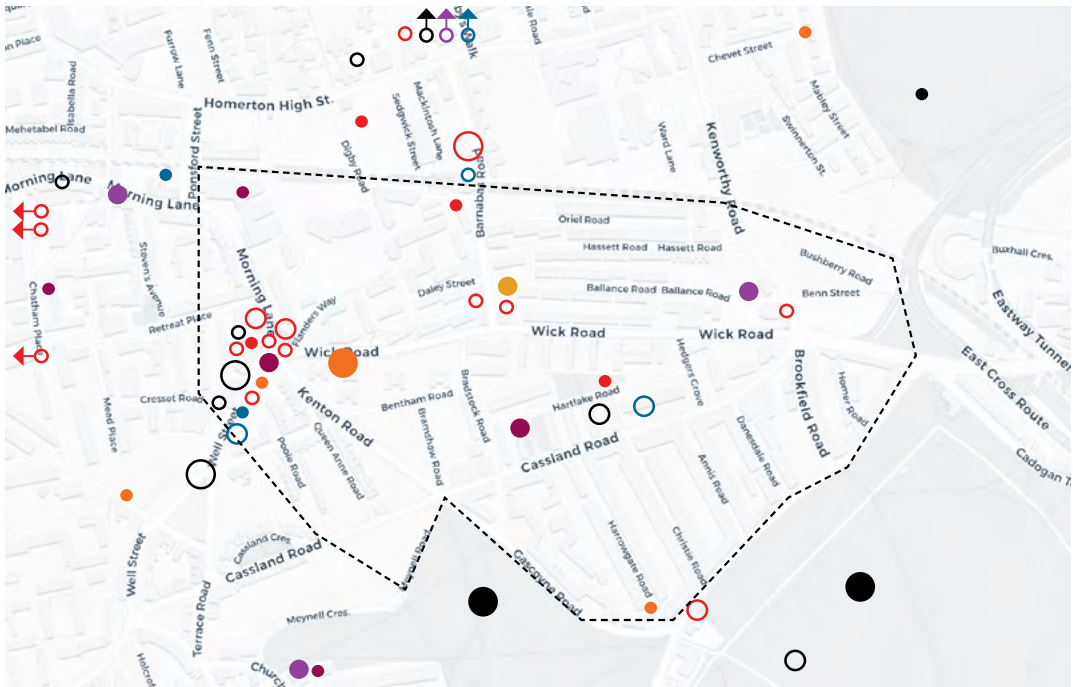 Furrow Lane
Fenn Street
Isabella Road
Mehetabel Road
Homerton High St.
Ponsford Street
Morning Lane
Morning Lane
Digby Road
Sedgwick Street
Mackintosh Lane
Ward Lane
Kenworthy Road
Chevet Street
Mabley Street
Swinnerton St.
Oriel Road
Hassett Road
Hassett Road
Bushberry Road
Buxhall Cres.
Daley Street
Ballance Road
Ballance Road
Benn Street
Steven's Avenue
Chatham Place
Morning Lane
Retreat Place
Flanders Way
Wick Road
Wick Road
Wick Road
Eastway Tunnel
East Cross Route
Hedgers Grove
Brookfield Road
Homer Road
Cresset Road
Mead Place
Kenton Road
Bentham Road
Bradstock Road
Bramshaw Road
Hartlake Road
Cassland Road
Danesdale Road
Annis Road
Well Street
Poole Road
Queen Anne Road
Well Street
Cassland Cres.
Cassland Road
Terrace Road
Gascoyne Road
Harrowgate Road
Christie Road
Meynell Cres.